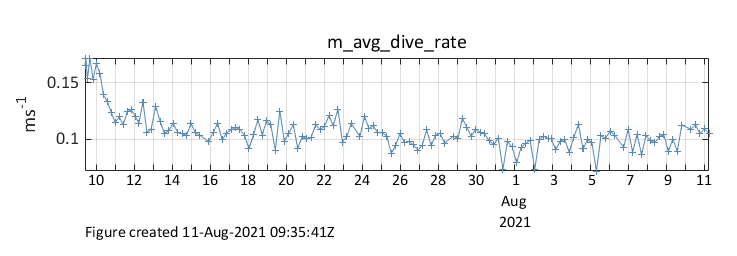 m_avg_dive_rate
0.15
0.1
ms-1
10 12 14 16 18 20 22 24 26 28 30 1 3 5 7 9 11
Aug
2021
Figure created 11-Aug-2021 09:35:41Z